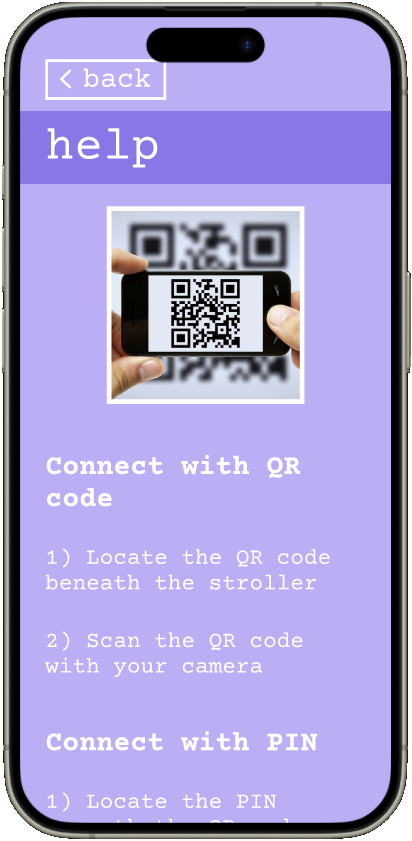 back
help
Connect with QR
code
1) Locate the QR code
beneath the stroller
2) Scan the QR code
with your camera
Connect with PIN
1) Locate the PIN